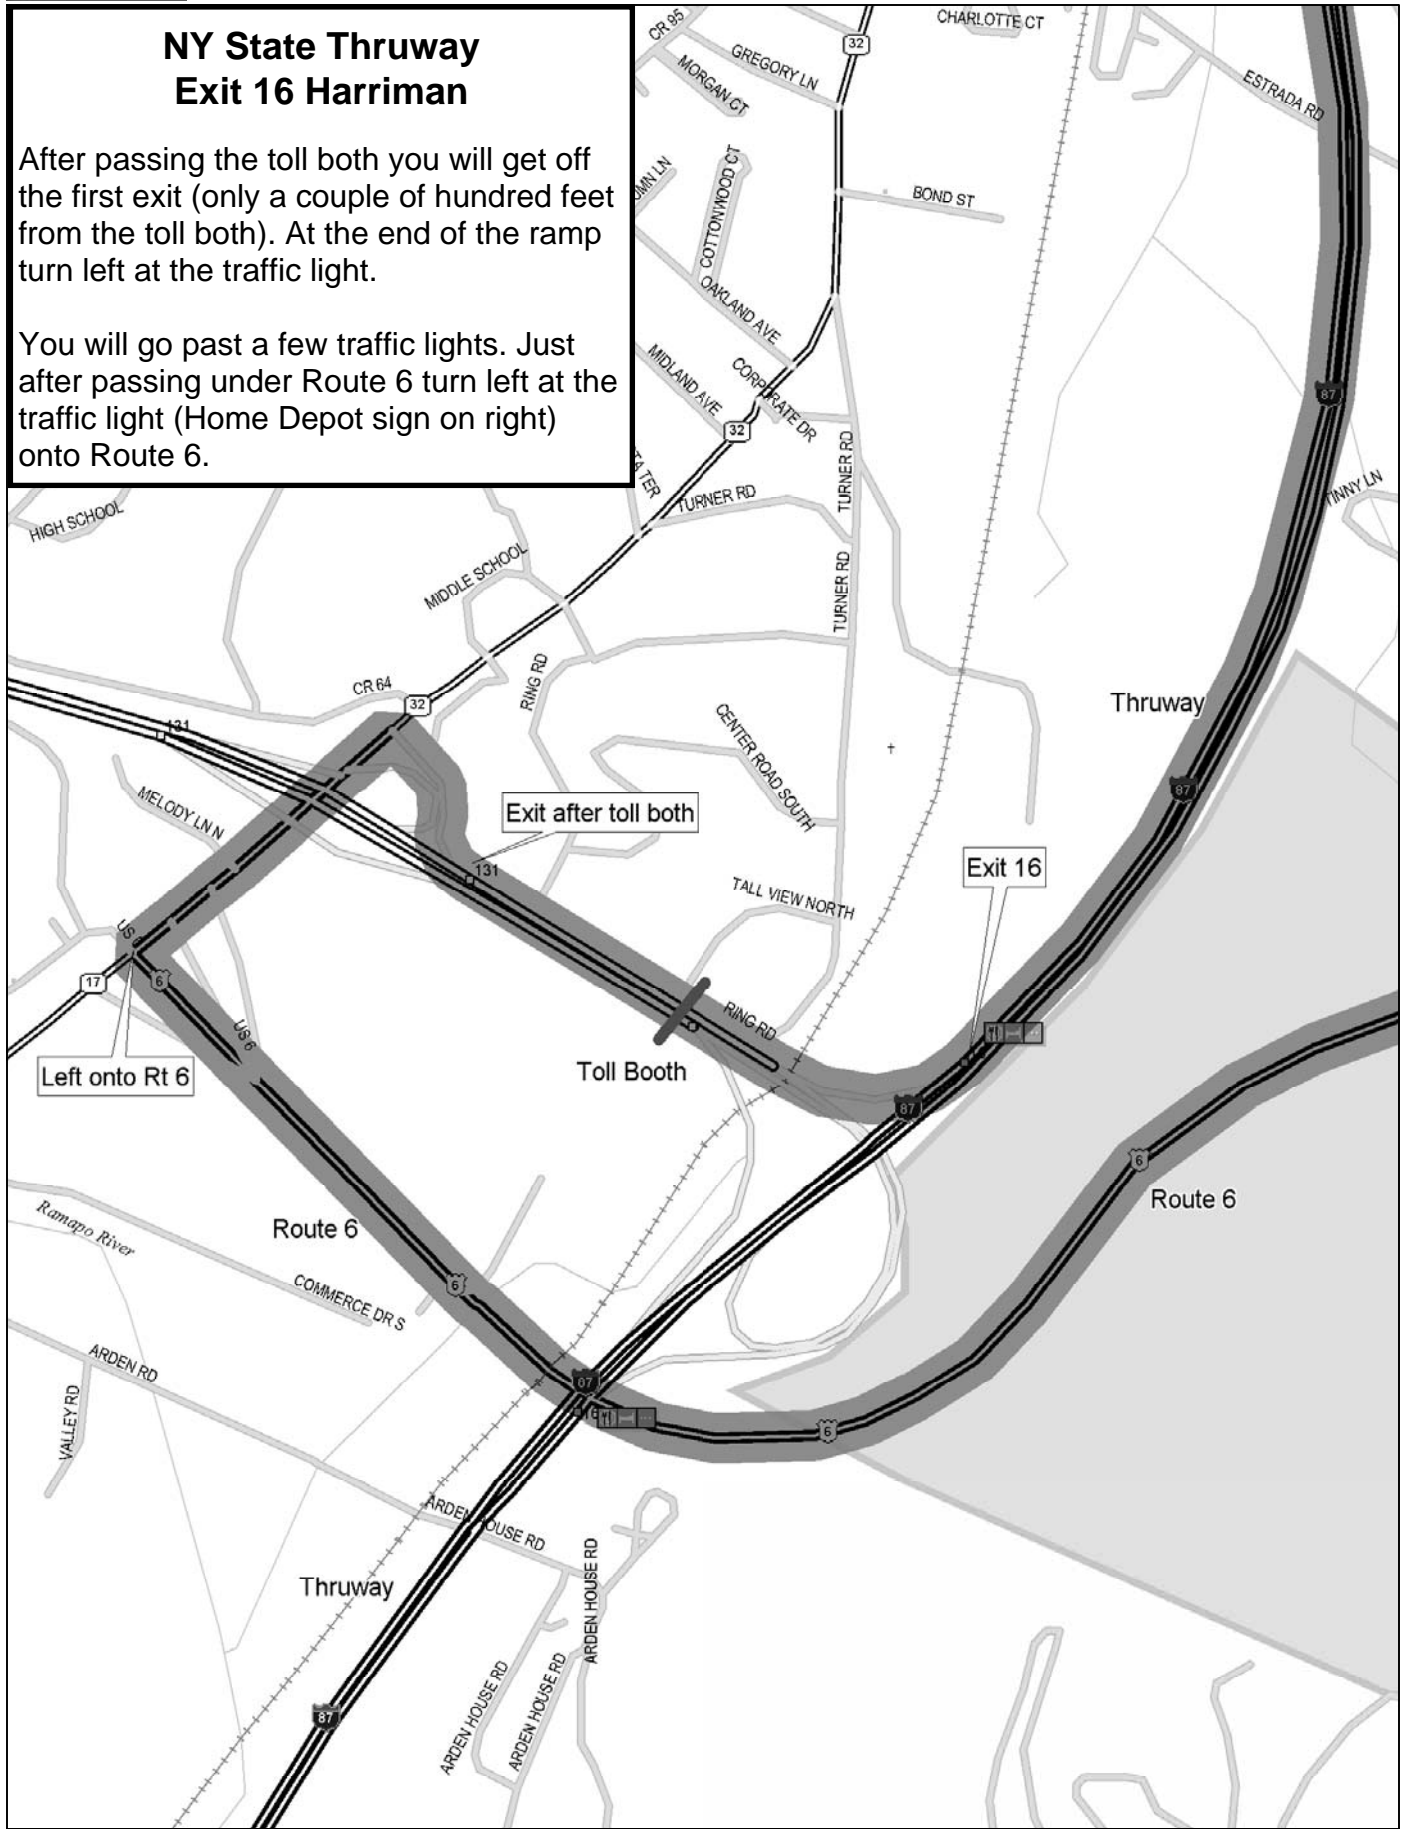 NY State Thruway
Exit 16 Harriman
After passing the toll both you will get off
the first exit (only a couple of hundred feet
from the toll both). At the end of the ramp
turn left at the traffic light.
You will go past a few traffic lights. Just
after passing under Route 6 turn left at the
traffic light (Home Depot sign on right)
onto Route 6.
CR 95
32
CHARLOTTE CT
GREGORY LN
MORGAN CT
ESTRADA RD
COTTONWOOD CT
BOND ST
OAKLAND AVE
MIDLAND AVE
CORPORATE DR
87
32
TURNER RD
TURNER RD
HIGH SCHOOL
MIDDLE SCHOOL
TURNER RD
RING RD
CR 64
32
Thruway
131
CENTER ROAD SOUTH
MELODY LN N
87
Exit after toll both
131
Exit 16
TALL VIEW NORTH
US 6
17
6
RING RD
US 6
Left onto Rt 6
Toll Booth
87
6
Route 6
Ramapo River
Route 6
6
COMMERCE DR S
ARDEN RD
87
16
6
VALLEY RD
ARDEN HOUSE RD
ARDEN HOUSE RD
Thruway
ARDEN HOUSE RD
ARDEN HOUSE RD
87